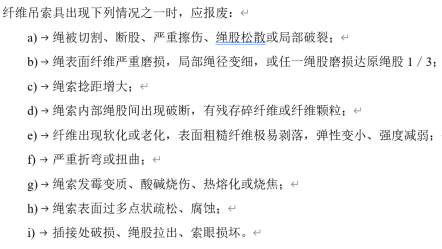 纤维吊索具出现下列情况之一时，应报废：
a) 绳被切割、断股、严重擦伤、绳股松散或局部破裂；
b) 绳表面纤维严重磨损，局部绳径变细，或任一绳股磨损达原绳股 1／3；
c) 绳索捻距增大；
d) 绳索内部绳股间出现破断，有残存碎纤维或纤维颗粒；
e) 纤维出现软化或老化，表面粗糙纤维极易剥落，弹性变小、强度减弱；
f) 严重折弯或扭曲；
g) 绳索发霉变质、酸碱烧伤、热熔化或烧焦；
h) 绳索表面过多点状疏松、腐蚀；
i) 插接处破损、绳股拉出、索眼损坏。